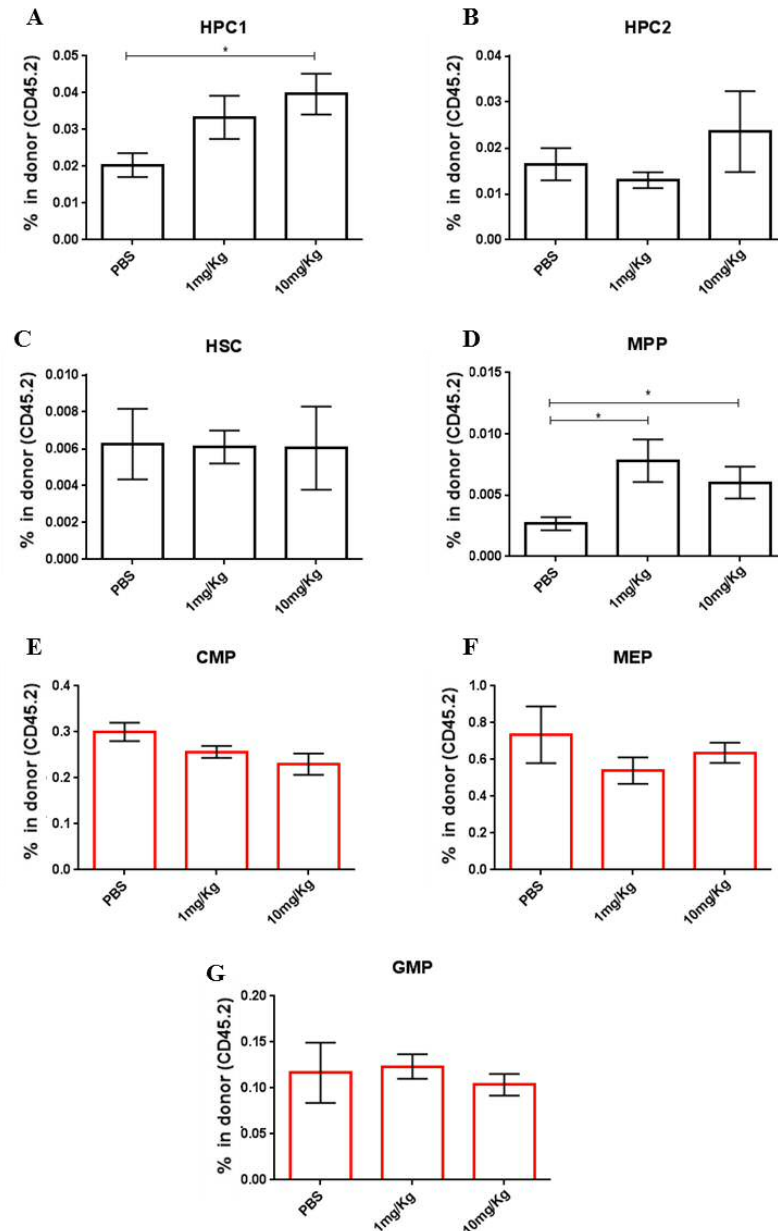 A
HPC1
% in donor (CD45.2)
0.05
0.04
0.03
0.02
0.01
0.00
*
PBS
1mg/Kg
10mg/Kg
B
HPC2
% in donor (CD45.2)
0.04
0.03
0.02
0.01
0.00
PBS
1mg/Kg
10mg/Kg
C
HSC
% in donor (CD45.2)
0.010
0.008
0.006
0.004
0.002
0.000
PBS
1mg/Kg
10mg/Kg
D
MPP
% in donor (CD45.2)
0.015
0.010
0.005
0.000
*
*
PBS
1mg/Kg
10mg/Kg
E
CMP
% in donor (CD45.2)
0.4
0.3
0.2
0.1
0.0
PBS
1mg/Kg
10mg/Kg
F
MEP
% in donor (CD45.2)
1.0
0.8
0.6
0.4
0.2
0.0
PBS
1mg/Kg
10mg/Kg
G
GMP
% in donor (CD45.2)
0.20
0.15
0.10
0.05
0.00
PBS
1mg/Kg
10mg/Kg